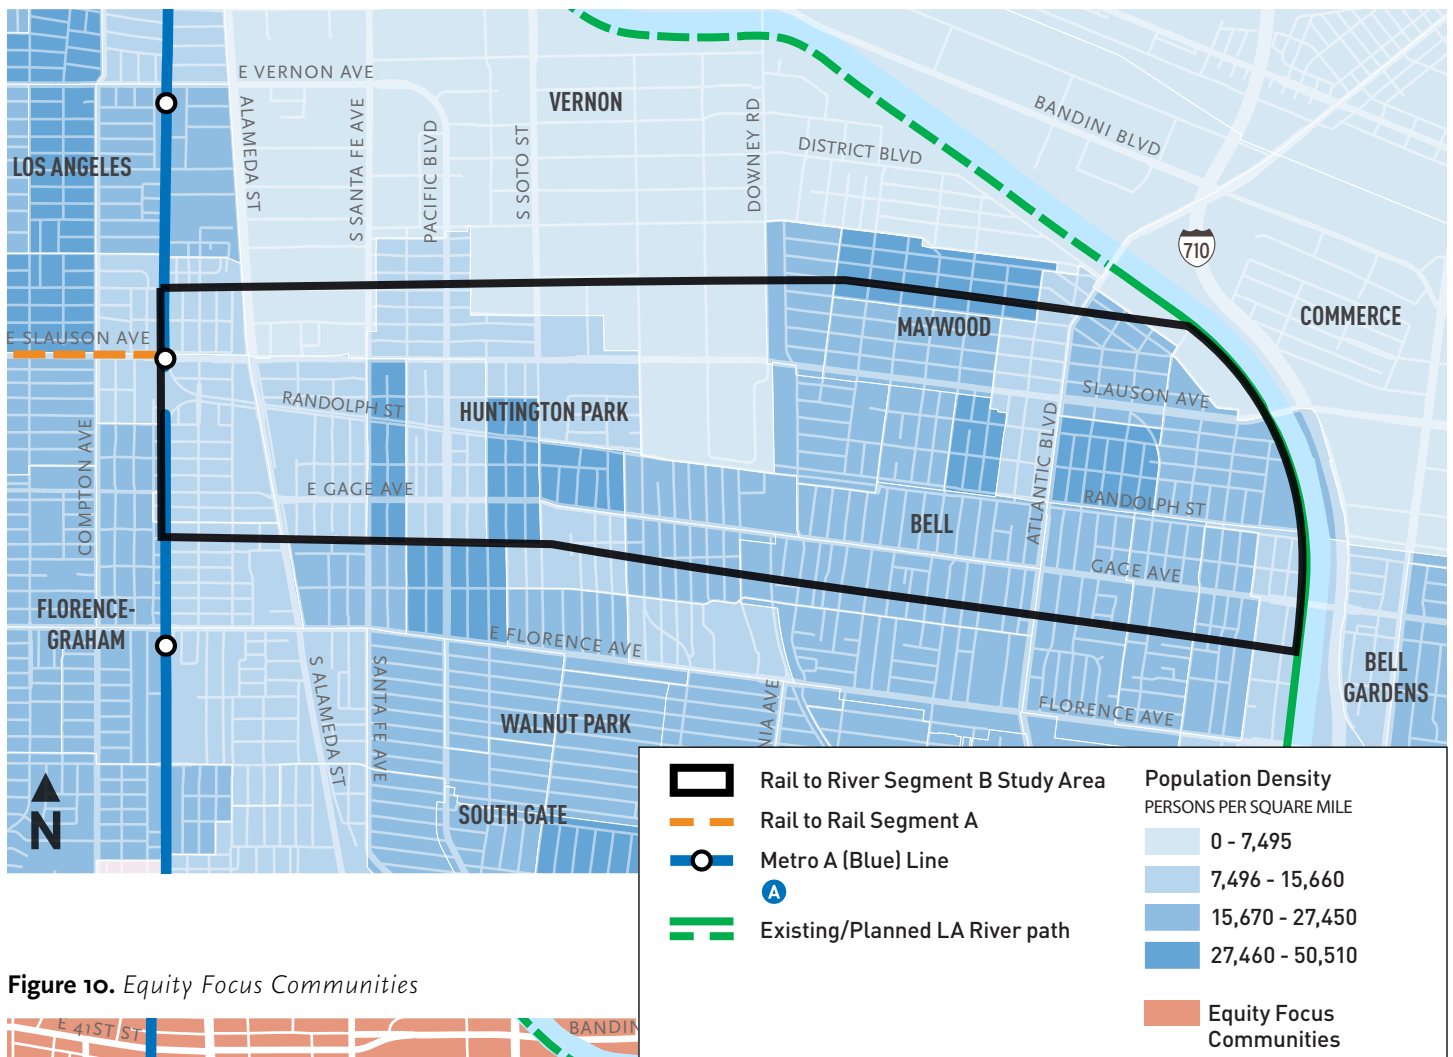 E VERNON AVE
VERNON
BANDINI BLVD
ALAMEDA ST
S SANTA FE AVE
PACIFIC BLVD
S SOTO ST
DOWNEY RD
DISTRICT BLVD
LOS ANGELES
710
COMMERCE
E SLAUSON AVE
MAYWOOD
SLAUSON AVE
RANDOLPH ST
HUNTINGTON PARK
ATLANTIC BLVD
COMPTON AVE
E GAGE AVE
RANDOLPH ST
BELL
GAGE AVE
FLORENCE-
GRAHAM
E FLORENCE AVE
BELL
GARDENS
S ALAMEDA ST
SANTA FE AVE
WALNUT PARK
NIA AVE
FLORENCE AVE
SOUTH GATE
N
Rail to River Segment B Study Area
Rail to Rail Segment A
Metro A (Blue) Line
A
Existing/Planned LA River path
Population Density
PERSONS PER SQUARE MILE
0 - 7,495
7,496 - 15,660
15,670 - 27,450
27,460 - 50,510
Equity Focus
Communities
Figure 10. Equity Focus Communities
E 41ST ST
BANDIN